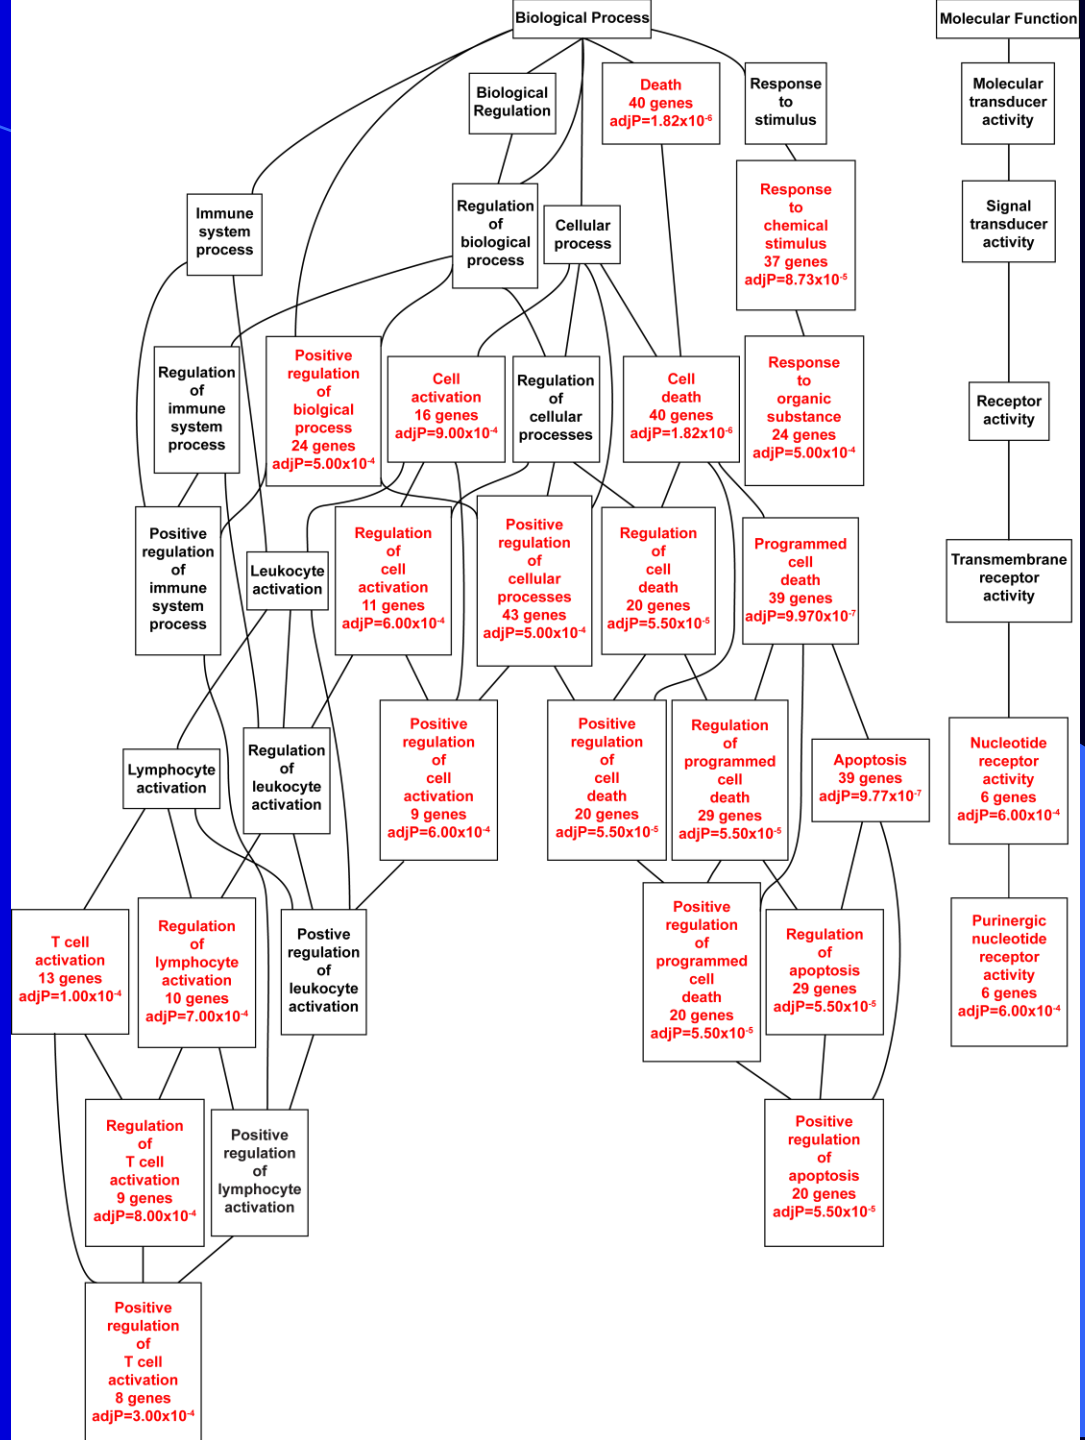 Biological Process
Molecular Function
Biological
Regulation
Death
40 genes
adjP=1.82x10⁻⁶
Response
to
stimulus
Molecular
transducer
activity
Immune
system
process
Regulation
of
biological
process
Cellular
process
Response
to
chemical
stimulus
37 genes
adjP=8.73x10⁻⁵
Signal
transducer
activity
Regulation
of
immune
system
process
Positive
regulation
of
biolgical
process
24 genes
adjP=5.00x10⁻⁴
Cell
activation
16 genes
adjP=9.00x10⁻⁴
Regulation
of
cellular
processes
Cell
death
40 genes
adjP=1.82x10⁻⁶
Response
to
organic
substance
24 genes
adjP=5.00x10⁻⁴
Receptor
activity
Positive
regulation
of
immune
system
process
Leukocyte
activation
Regulation
of
cell
activation
11 genes
adjP=6.00x10⁻⁴
Positive
regulation
of
cellular
processes
43 genes
adjP=5.00x10⁻⁴
Regulation
of
cell
death
20 genes
adjP=5.50x10⁻⁵
Programmed
cell
death
39 genes
adjP=9.970x10⁻⁷
Transmembrane
receptor
activity
Lymphocyte
activation
Regulation
of
leukocyte
activation
Positive
regulation
of
cell
activation
9 genes
adjP=6.00x10⁻⁴
Positive
regulation
of
cell
death
20 genes
adjP=5.50x10⁻⁵
Regulation
of
programmed
cell
death
29 genes
adjP=5.50x10⁻⁵
Apoptosis
39 genes
adjP=9.77x10⁻⁷
Nucleotide
receptor
activity
6 genes
adjP=6.00x10⁻⁴
T cell
activation
13 genes
adjP=1.00x10⁻⁴
Regulation
of
lymphocyte
activation
10 genes
adjP=7.00x10⁻⁴
Postive
regulation
of
leukocyte
activation
Positive
regulation
of
programmed
cell
death
20 genes
adjP=5.50x10⁻⁵
Regulation
of
apoptosis
29 genes
adjP=5.50x10⁻⁵
Purinergic
nucleotide
receptor
activity
6 genes
adjP=6.00x10⁻⁴
Regulation
of
T cell
activation
9 genes
adjP=8.00x10⁻⁴
Positive
regulation
of
lymphocyte
activation
Positive
regulation
of
apoptosis
20 genes
adjP=5.50x10⁻⁵
Positive
regulation
of
T cell
activation
8 genes
adjP=3.00x10⁻⁴